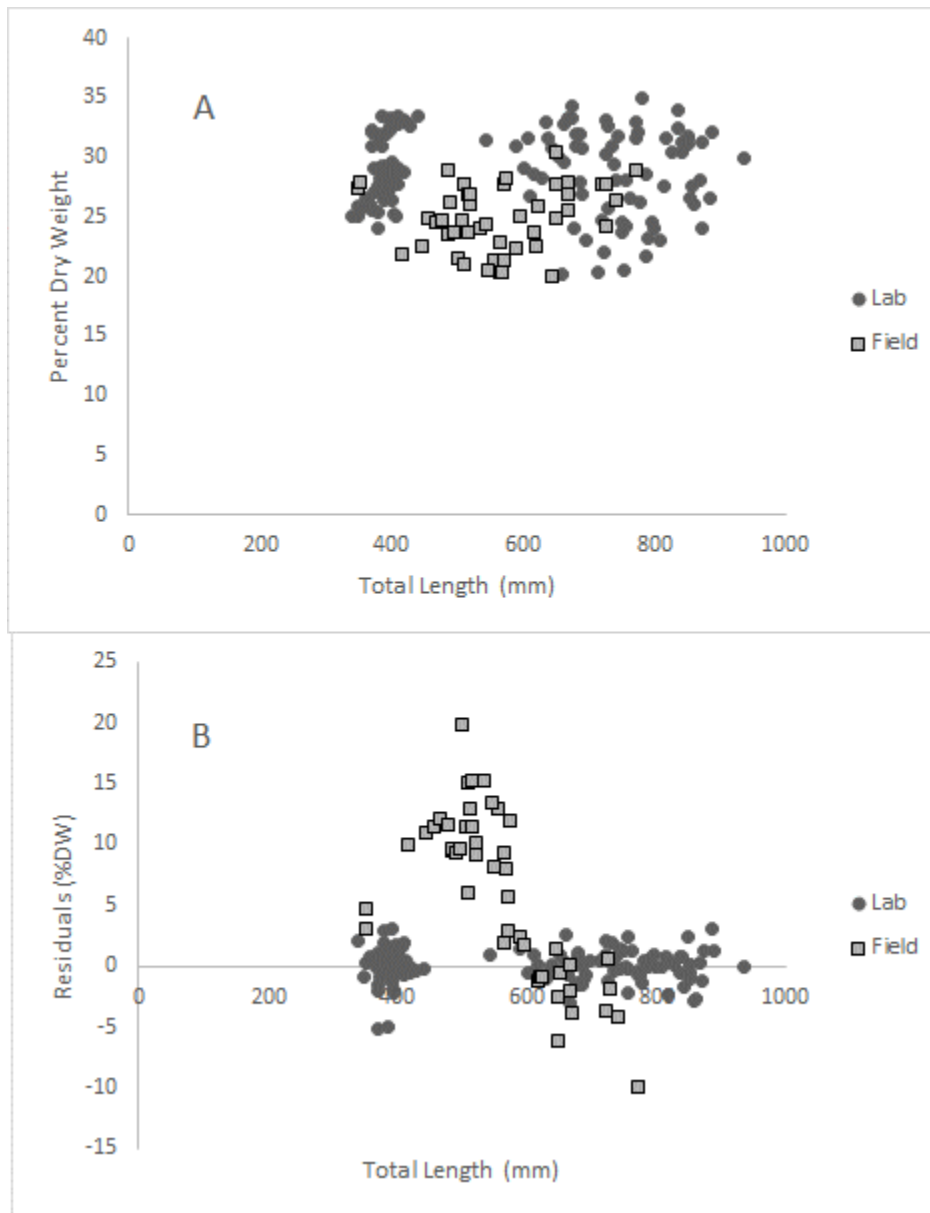 40
35
A
30
25
20
15
10
5
0
Percent Dry Weight
0 200 400 600 800 1000
Total Length (mm)
Lab
Field
25
20
B
15
10
5
0
-5
-10
-15
Residuals (%DW)
0 200 400 600 800 1000
Total Length (mm)
Lab
Field